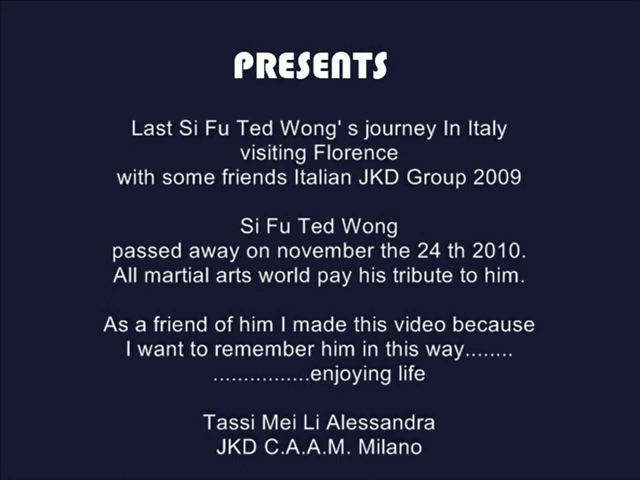 PRESENTS
Last Si Fu Ted Wong' s journey In Italy
visiting Florence
with some friends Italian JKD Group 2009
Si Fu Ted Wong
passed away on november the 24 th 2010.
All martial arts world pay his tribute to him.
As a friend of him I made this video because
I want to remember him in this way........
................enjoying life
Tassi Mei Li Alessandra
JKD C.A.A.M. Milano